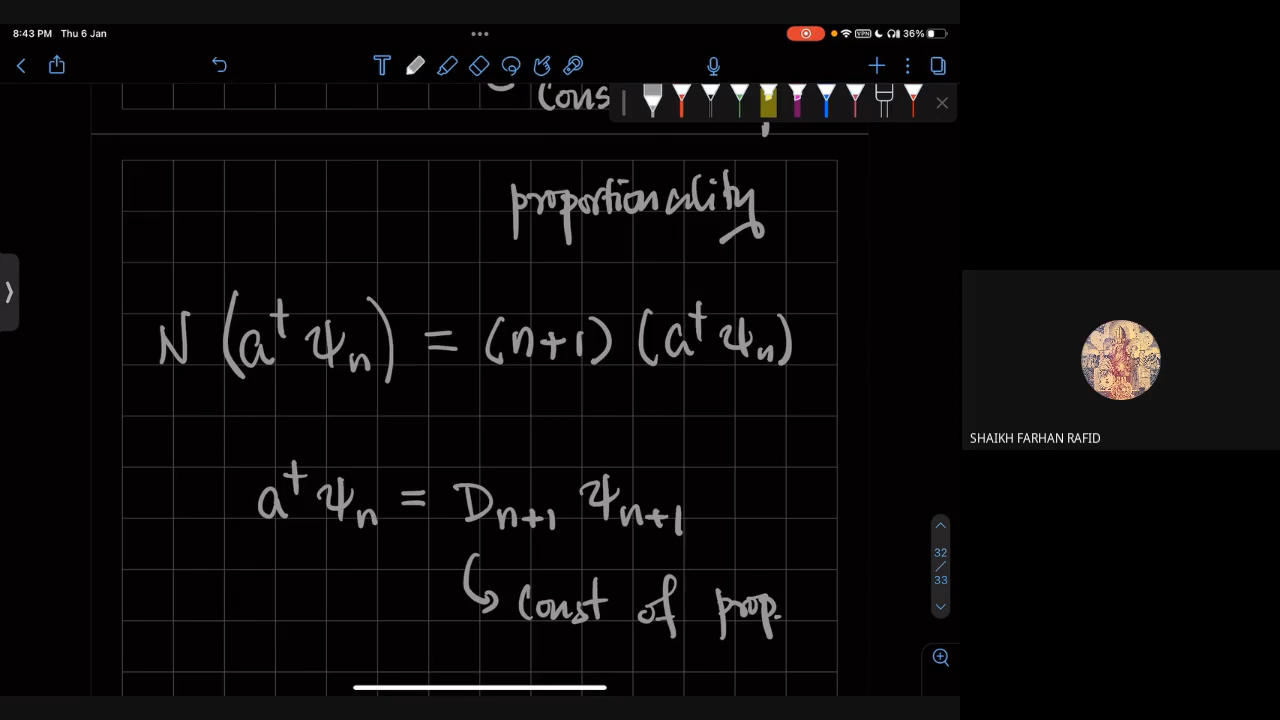 8:43 PM Thu 6 Jan
VPN 36%
T
Cons
proportionality
N (a† ψₙ) = (n+1) (a† ψₙ)
a† ψₙ = Dₙ₊₁ ψₙ₊₁
↳ Const of prop.
32
/
33
SHAIKH FARHAN RAFID